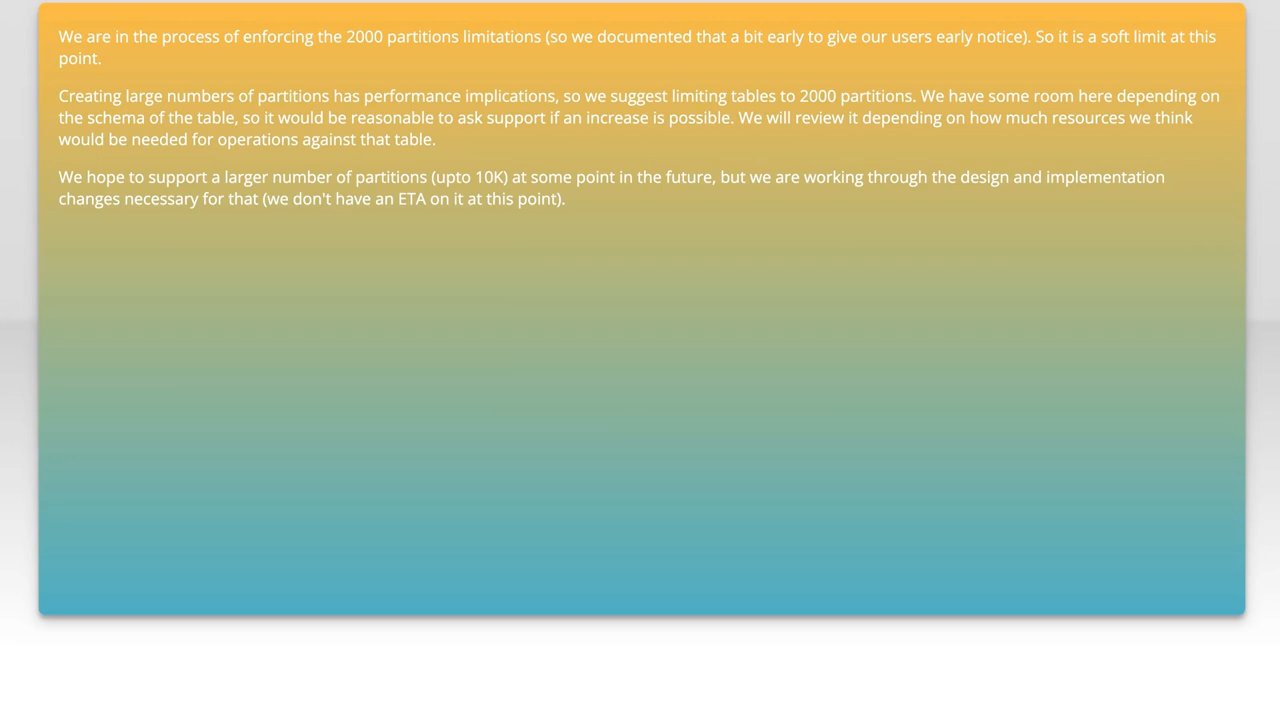 We are in the process of enforcing the 2000 partitions limitations (so we documented that a bit early to give our users early notice). So it is a soft limit at this
point.
Creating large numbers of partitions has performance implications, so we suggest limiting tables to 2000 partitions. We have some room here depending on
the schema of the table, so it would be reasonable to ask support if an increase is possible. We will review it depending on how much resources we think
would be needed for operations against that table.
We hope to support a larger number of partitions (upto 10K) at some point in the future, but we are working through the design and implementation
changes necessary for that (we don't have an ETA on it at this point).